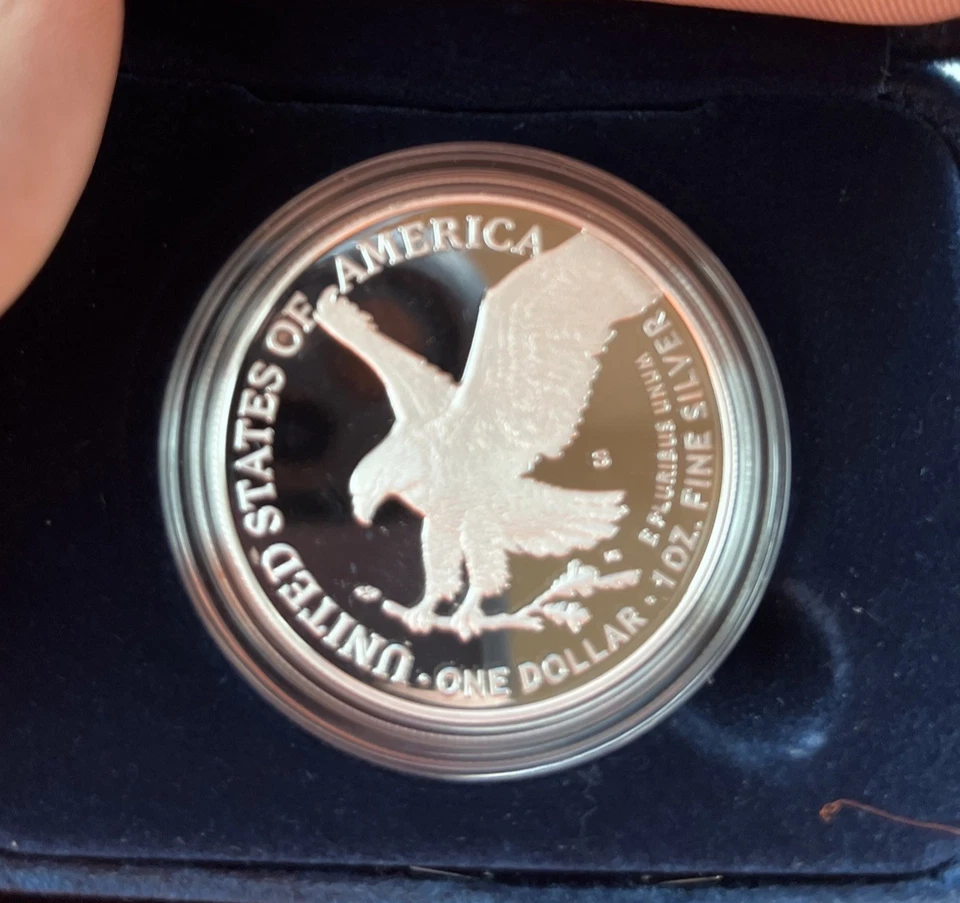 UNITED STATES OF AMERICA
E PLURIBUS UNUM
1 OZ. FINE SILVER · ONE DOLLAR ·